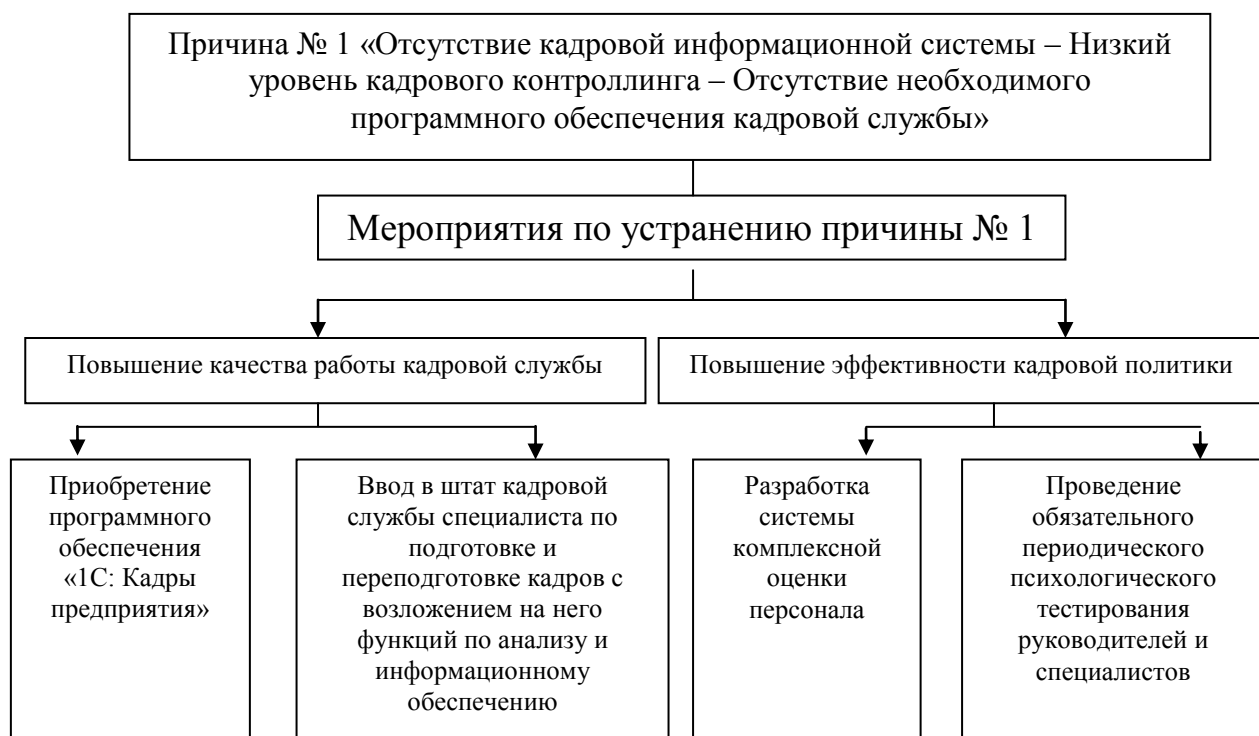 Причина № 1 «Отсутствие кадровой информационной системы – Низкий
уровень кадрового контроллинга – Отсутствие необходимого
программного обеспечения кадровой службы»
Мероприятия по устранению причины № 1
Повышение качества работы кадровой службы
Повышение эффективности кадровой политики
Приобретение
программного
обеспечения
«1С: Кадры
предприятия»
Ввод в штат кадровой
службы специалиста по
подготовке и
переподготовке кадров с
возложением на него
функций по анализу и
информационному
обеспечению
Разработка
системы
комплексной
оценки
персонала
Проведение
обязательного
периодического
психологического
тестирования
руководителей и
специалистов